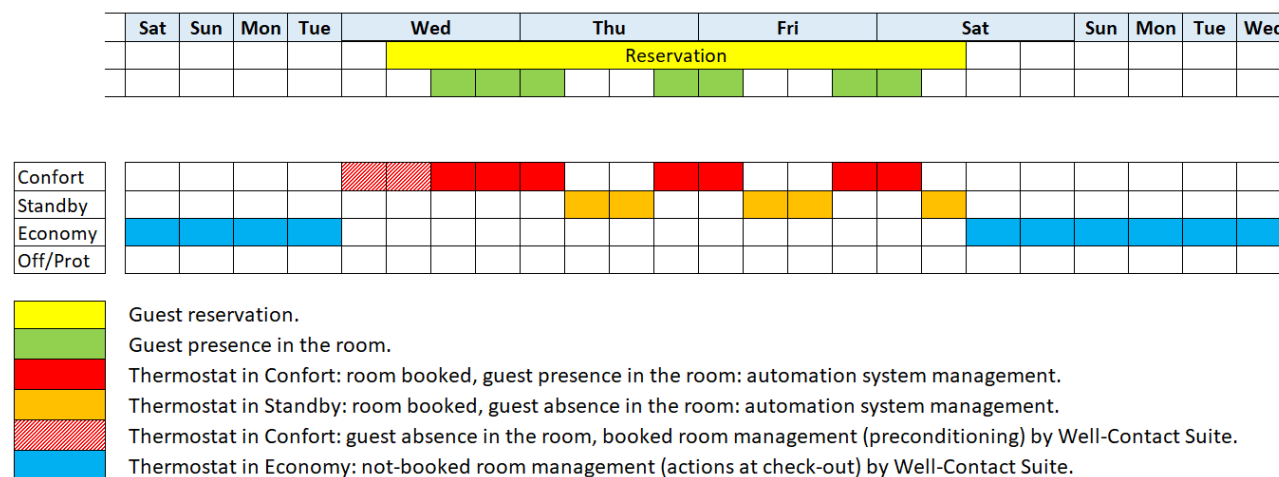 Sat Sun Mon Tue Wed Thu Fri Sat Sun Mon Tue Wed
Reservation
Confort
Standby
Economy
Off/Prot
Guest reservation.
Guest presence in the room.
Thermostat in Confort: room booked, guest presence in the room: automation system management.
Thermostat in Standby: room booked, guest absence in the room: automation system management.
Thermostat in Confort: guest absence in the room, booked room management (preconditioning) by Well-Contact Suite.
Thermostat in Economy: not-booked room management (actions at check-out) by Well-Contact Suite.